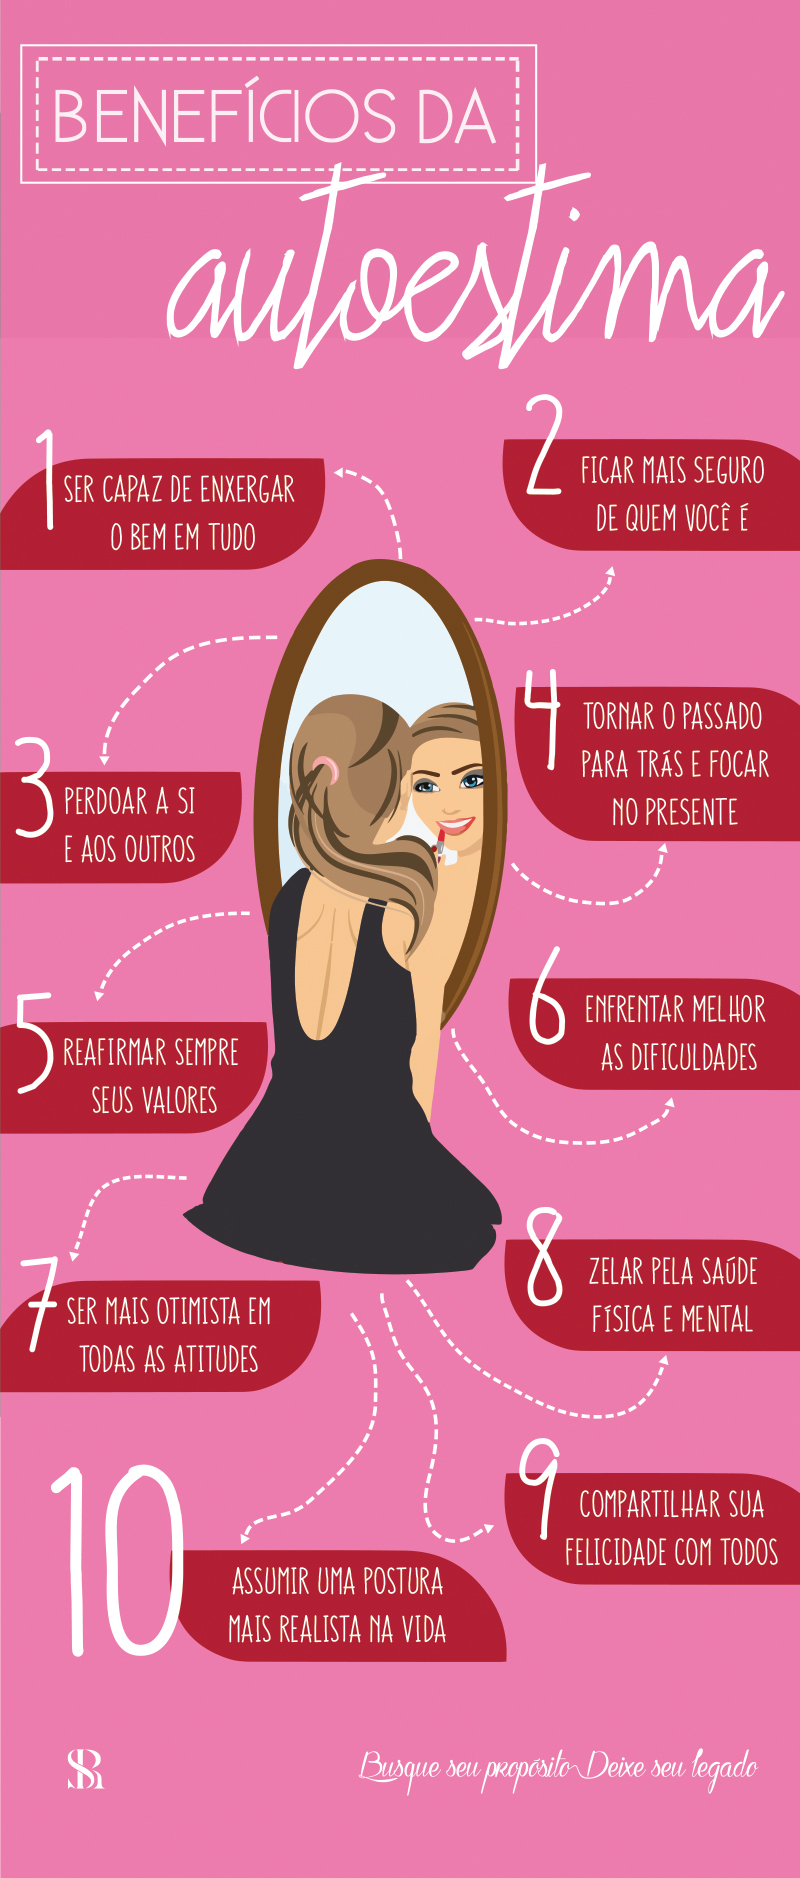 BENEFÍCIOS DA
autoestima
1
SER CAPAZ DE ENXERGAR
O BEM EM TUDO
2
FICAR MAIS SEGURO
DE QUEM VOCÊ É
3
PERDOAR A SI
E AOS OUTROS
4
TORNAR O PASSADO
PARA TRÁS E FOCAR
NO PRESENTE
5
REAFIRMAR SEMPRE
SEUS VALORES
6
ENFRENTAR MELHOR
AS DIFICULDADES
7
SER MAIS OTIMISTA EM
TODAS AS ATITUDES
8
ZELAR PELA SAÚDE
FÍSICA E MENTAL
9
COMPARTILHAR SUA
FELICIDADE COM TODOS
10
ASSUMIR UMA POSTURA
MAIS REALISTA NA VIDA
Busque seu propósito Deixe seu legado